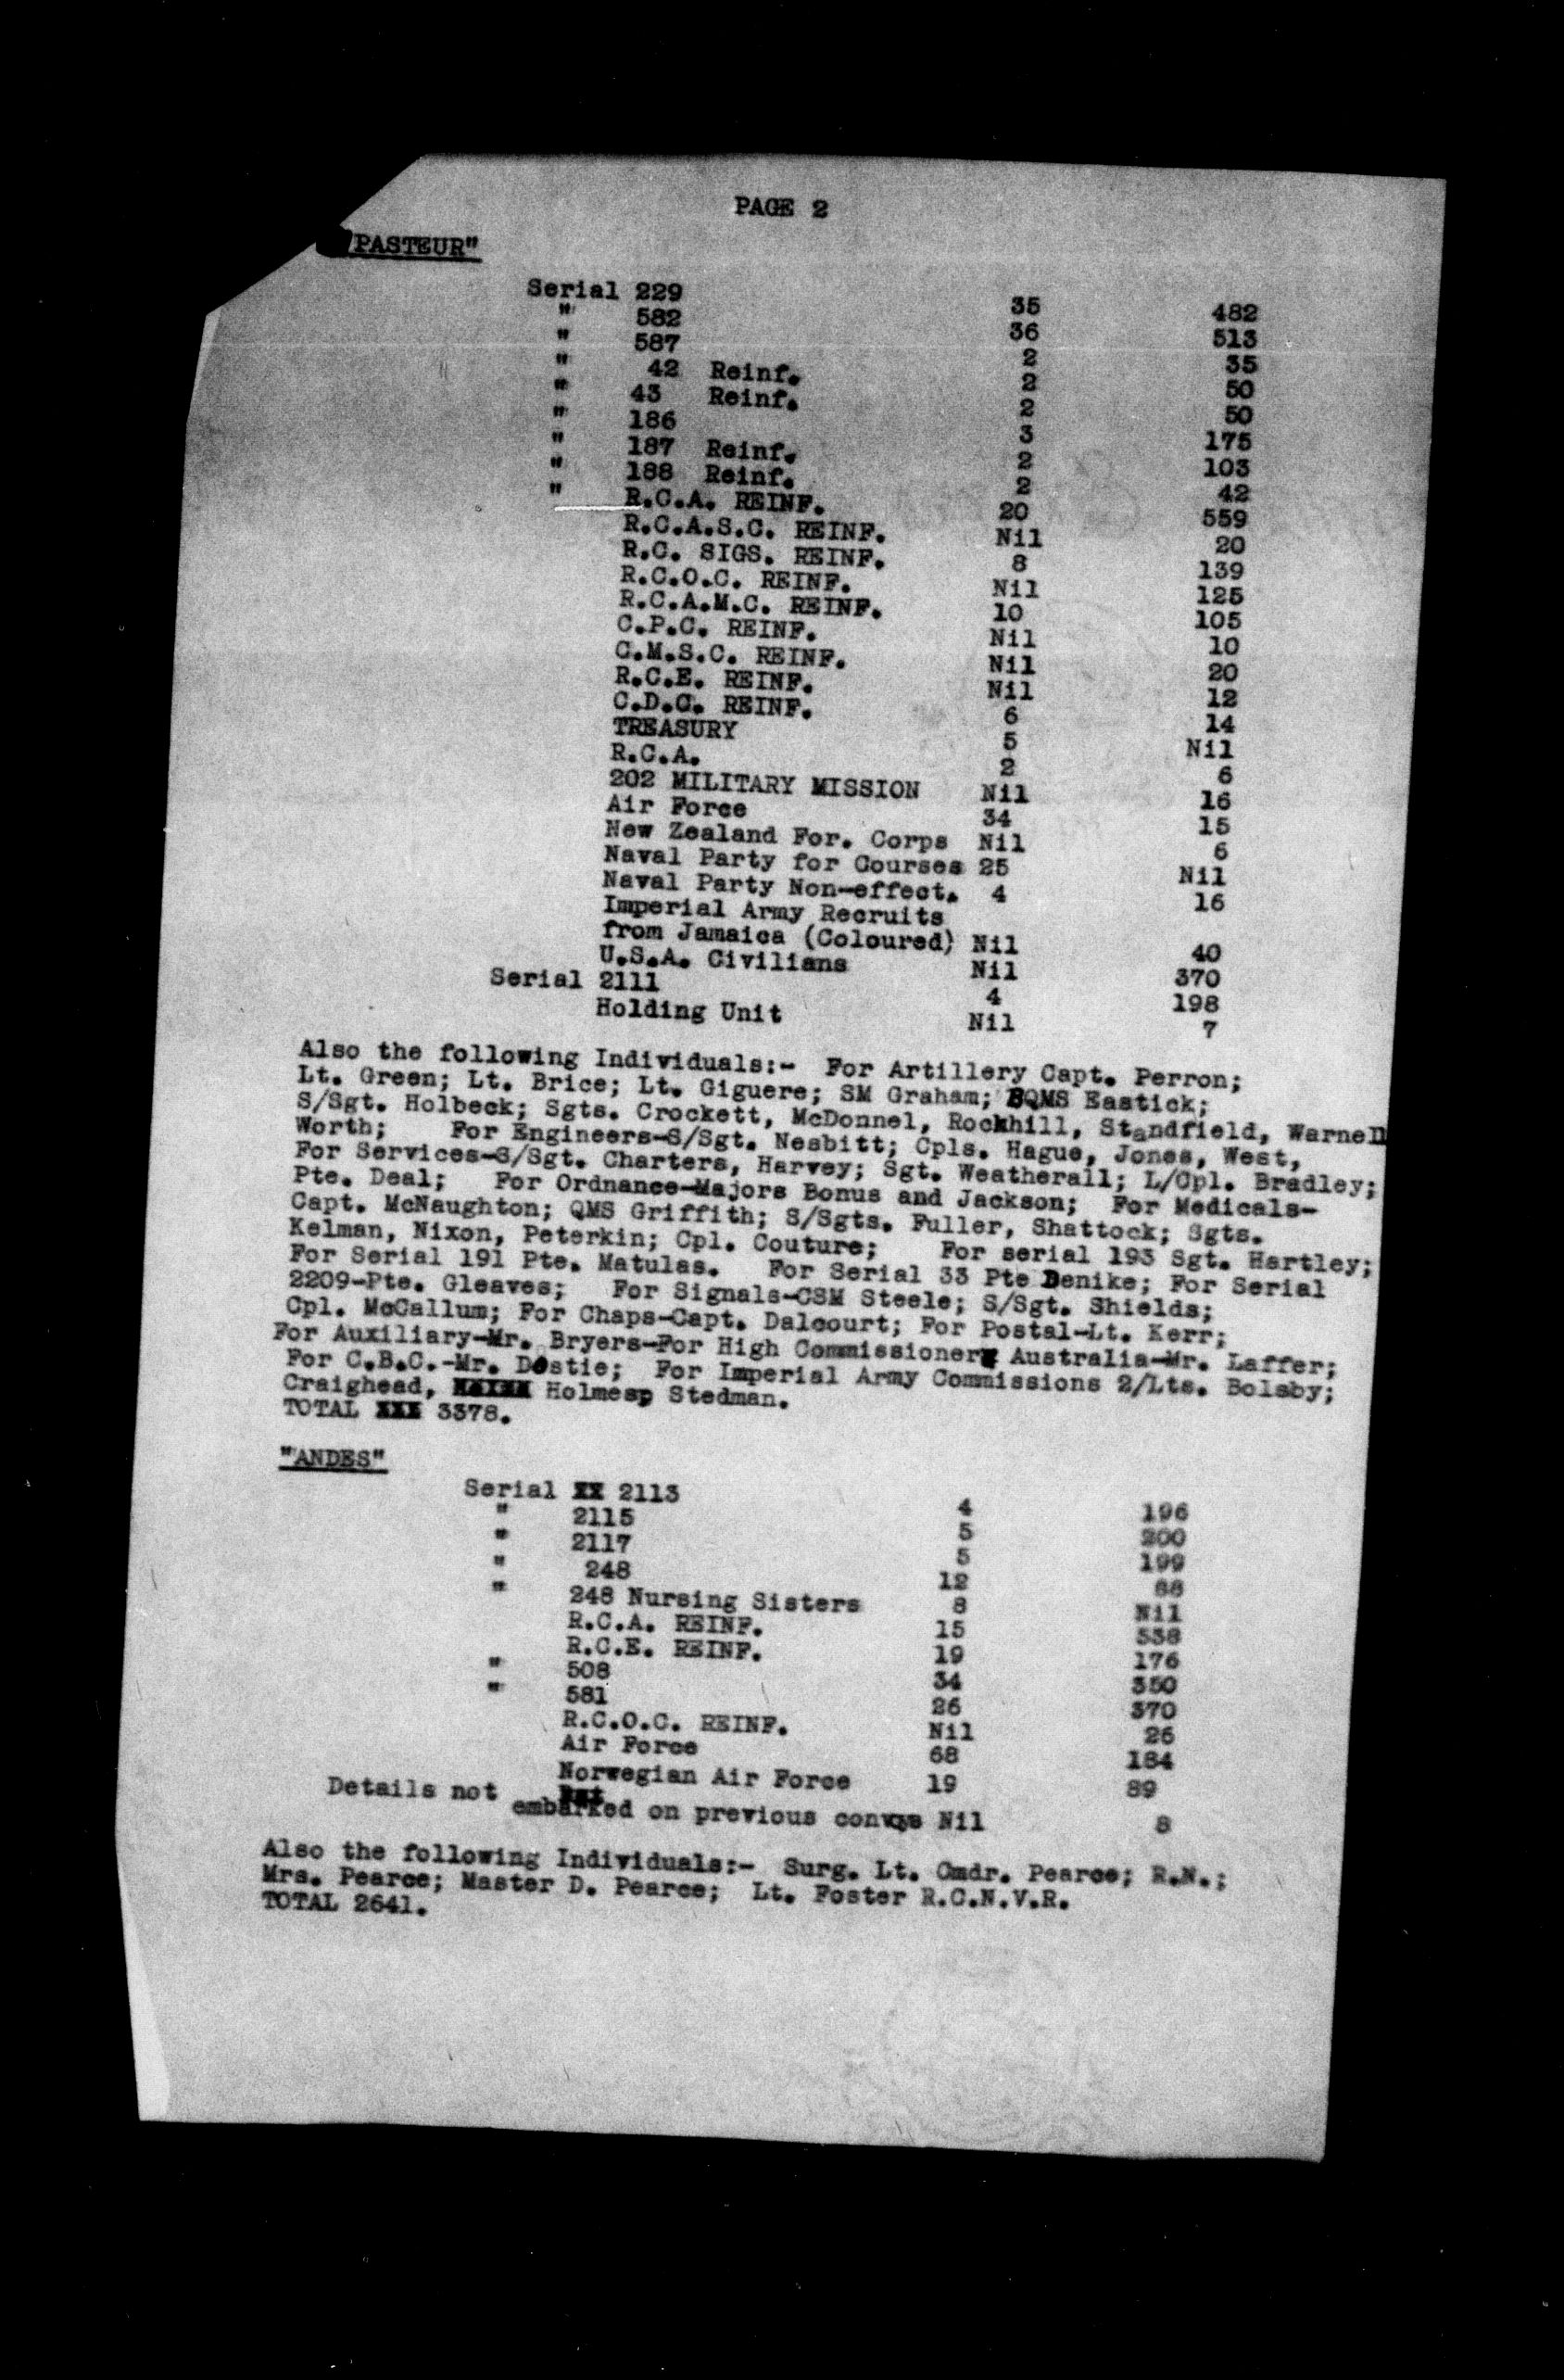 PAGE 2
PASTEUR"
Serial 229 35 482
" 582 36 513
" 587 2 35
" 42 Reinf. 2 50
" 43 Reinf. 2 50
" 186 3 175
" 187 Reinf. 2 103
" 188 Reinf. 2 42
" R.C.A. REINF. 20 559
R.C.A.S.C. REINF. Nil 20
R.C. SIGS. REINF. 8 139
R.C.O.C. REINF. Nil 125
R.C.A.M.C. REINF. 10 105
C.P.C. REINF. Nil 10
C.M.S.C. REINF. Nil 20
R.C.E. REINF. Nil 12
C.D.C. REINF. 6 14
TREASURY 5 Nil
R.C.A. 2 6
202 MILITARY MISSION Nil 16
Air Force 34 15
New Zealand For. Corps Nil 6
Naval Party for Courses 25 Nil
Naval Party Non-effect. 4 16
Imperial Army Recruits
from Jamaica (Coloured) Nil 40
U.S.A. Civilians Nil 370
Serial 2111 4 198
Holding Unit Nil 7
Also the following Individuals:- For Artillery Capt. Perron;
Lt. Green; Lt. Brice; Lt. Giguere; SM Graham; BQMS Eastick;
S/Sgt. Holbeck; Sgts. Crockett, McDonnel, Rockhill, Standfield, Warnell
Worth; For Engineers-S/Sgt. Nesbitt; Cpls. Hague, Jones, West,
For Services-S/Sgt. Charters, Harvey; Sgt. Weatherall; L/Cpl. Bradley;
Pte. Deal; For Ordnance-Majors Bonus and Jackson; For Medicals-
Capt. McNaughton; QMS Griffith; S/Sgts. Fuller, Shattock; Sgts.
Kelman, Nixon, Peterkin; Cpl. Couture; For serial 193 Sgt. Hartley;
For Serial 191 Pte. Matulas. For Serial 33 Pte Denike; For Serial
2209-Pte. Gleaves; For Signals-CSM Steele; S/Sgt. Shields;
Cpl. McCallum; For Chaps-Capt. Dalcourt; For Postal-Lt. Kerr;
For Auxiliary-Mr. Bryers-For High Commissioner Australia-Mr. Laffer;
For C.B.C.-Mr. Dostie; For Imperial Army Commissions 2/Lts. Bolsby;
Craighead, Holmes, Stedman.
TOTAL XXX 3378.
"ANDES"
Serial XX 2113 4 196
" 2115 5 200
" 2117 5 199
" 248 12 88
" 248 Nursing Sisters 8 Nil
R.C.A. REINF. 15 538
R.C.E. REINF. 19 176
" 508 34 350
" 581 26 370
R.C.O.C. REINF. Nil 26
Air Force 68 184
Norwegian Air Force 19 89
Details not
embarked on previous convys Nil 8
Also the following Individuals:- Surg. Lt. Cmdr. Pearce; R.N.;
Mrs. Pearce; Master D. Pearce; Lt. Foster R.C.N.V.R.
TOTAL 2641.